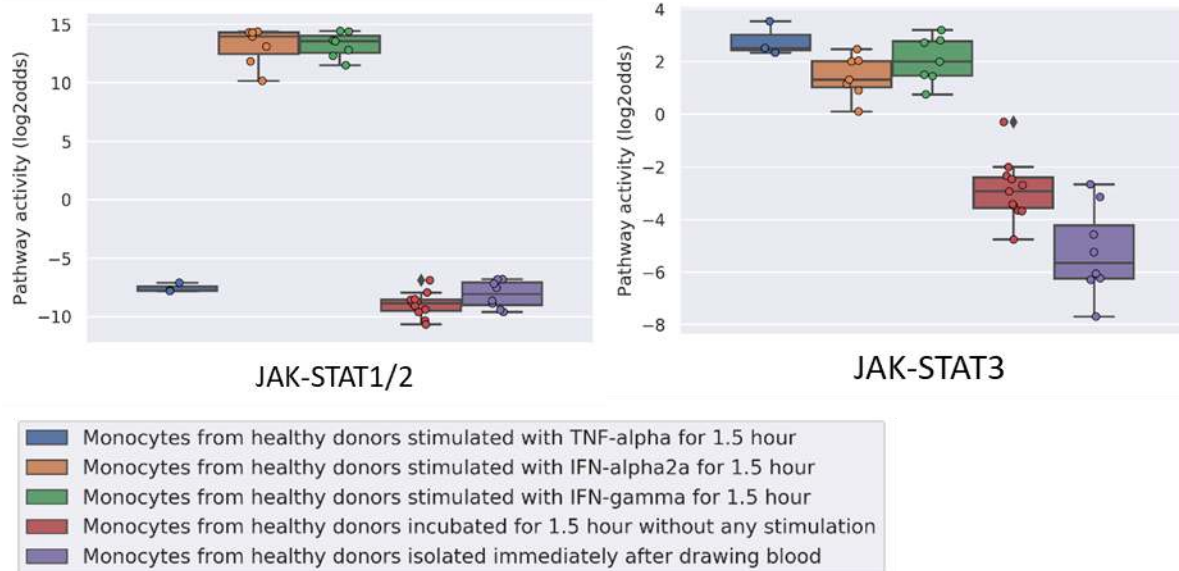 Pathway activity (log2odds)
15
10
5
0
−5
−10
JAK-STAT1/2
Pathway activity (log2odds)
4
2
0
−2
−4
−6
−8
JAK-STAT3
Monocytes from healthy donors stimulated with TNF-alpha for 1.5 hour
Monocytes from healthy donors stimulated with IFN-alpha2a for 1.5 hour
Monocytes from healthy donors stimulated with IFN-gamma for 1.5 hour
Monocytes from healthy donors incubated for 1.5 hour without any stimulation
Monocytes from healthy donors isolated immediately after drawing blood